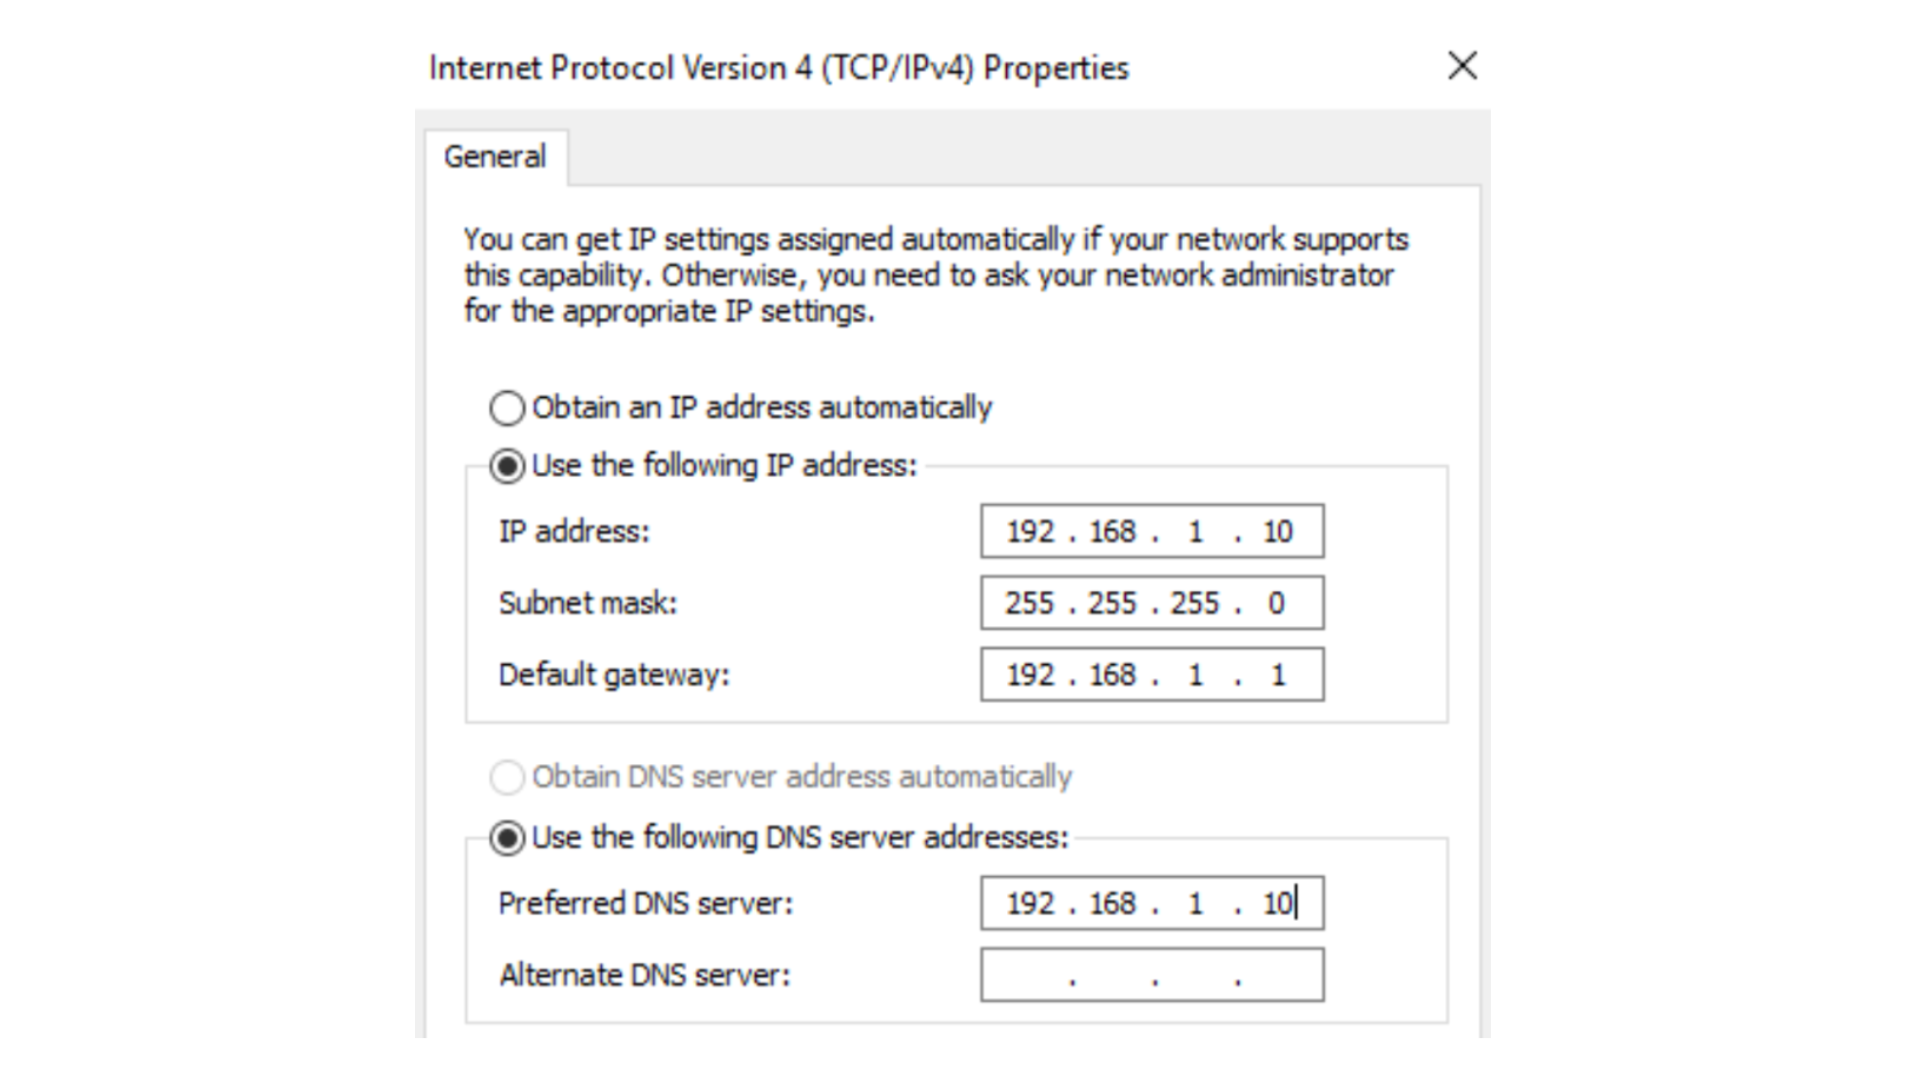 Internet Protocol Version 4 (TCP/IPv4) Properties
General
You can get IP settings assigned automatically if your network supports
this capability. Otherwise, you need to ask your network administrator
for the appropriate IP settings.
Obtain an IP address automatically
Use the following IP address:
IP address: 192 . 168 . 1 . 10
Subnet mask: 255 . 255 . 255 . 0
Default gateway: 192 . 168 . 1 . 1
Obtain DNS server address automatically
Use the following DNS server addresses:
Preferred DNS server: 192 . 168 . 1 . 10
Alternate DNS server: . . .